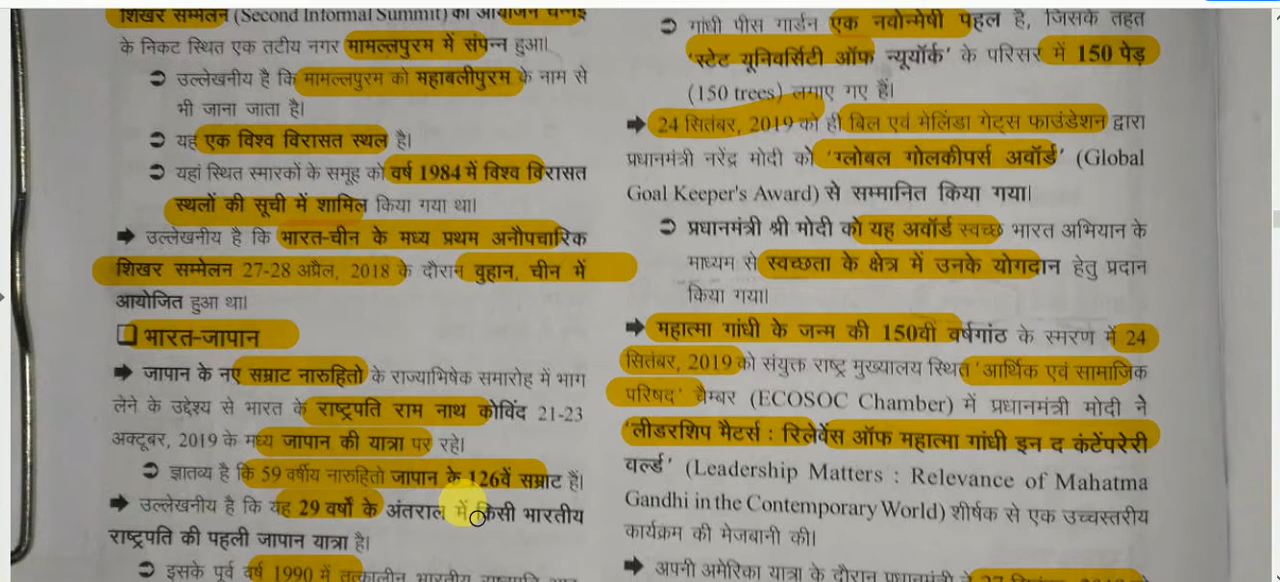 शिखर सम्मेलन (Second Informal Summit) का आयोजन चेन्नई
के निकट स्थित एक तटीय नगर मामल्लपुरम में संपन्न हुआ।
➲ उल्लेखनीय है कि मामल्लपुरम को महाबलीपुरम के नाम से
भी जाना जाता है।
➲ यह एक विश्व विरासत स्थल है।
➲ यहां स्थित स्मारकों के समूह को वर्ष 1984 में विश्व विरासत
स्थलों की सूची में शामिल किया गया था।
➡ उल्लेखनीय है कि भारत-चीन के मध्य प्रथम अनौपचारिक
शिखर सम्मेलन 27-28 अप्रैल, 2018 के दौरान वुहान, चीन में
आयोजित हुआ था।
❑ भारत-जापान
➡ जापान के नए सम्राट नारुहितो के राज्याभिषेक समारोह में भाग
लेने के उद्देश्य से भारत के राष्ट्रपति राम नाथ कोविंद 21-23
अक्टूबर, 2019 के मध्य जापान की यात्रा पर रहे।
➲ ज्ञातव्य है कि 59 वर्षीय नारुहितो जापान के 126वें सम्राट हैं।
➡ उल्लेखनीय है कि यह 29 वर्षों के अंतराल में किसी भारतीय
राष्ट्रपति की पहली जापान यात्रा है।
➲ इसके पूर्व वर्ष 1990 में तत्कालीन भारतीय राष्ट्रपति
➲ गांधी पीस गार्डन एक नवोन्मेषी पहल है, जिसके तहत
'स्टेट यूनिवर्सिटी ऑफ न्यूयॉर्क' के परिसर में 150 पेड़
(150 trees) लगाए गए हैं।
➡ 24 सितंबर, 2019 को ही बिल एवं मेलिंडा गेट्स फाउंडेशन द्वारा
प्रधानमंत्री नरेंद्र मोदी को 'ग्लोबल गोलकीपर्स अवॉर्ड' (Global
Goal Keeper's Award) से सम्मानित किया गया।
➲ प्रधानमंत्री श्री मोदी को यह अवॉर्ड स्वच्छ भारत अभियान के
माध्यम से स्वच्छता के क्षेत्र में उनके योगदान हेतु प्रदान
किया गया।
➡ महात्मा गांधी के जन्म की 150वीं वर्षगांठ के स्मरण में 24
सितंबर, 2019 को संयुक्त राष्ट्र मुख्यालय स्थित 'आर्थिक एवं सामाजिक
परिषद' चैम्बर (ECOSOC Chamber) में प्रधानमंत्री मोदी ने
'लीडरशिप मैटर्स : रिलेवेंस ऑफ महात्मा गांधी इन द कंटेंपरेरी
वर्ल्ड' (Leadership Matters : Relevance of Mahatma
Gandhi in the Contemporary World) शीर्षक से एक उच्चस्तरीय
कार्यक्रम की मेजबानी की।
➡ अपनी अमेरिका यात्रा के दौरान प्रधानमंत्री ने 27